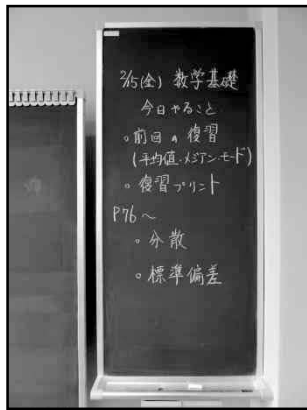 2/15(金) 数学基礎
今日やること
○前回の復習
(平均値・メジアン・モード)
○復習プリント
P76～
○分散
○標準偏差